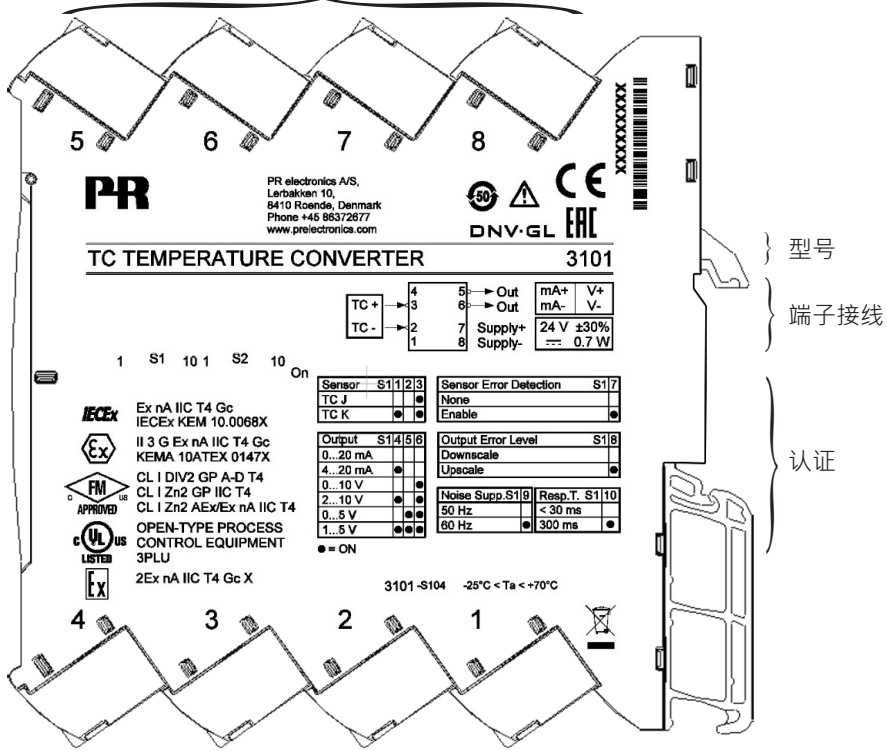 5 6 7 8
XXXXXXXXX
PR
PR electronics A/S,
Lerbakken 10,
8410 Roende, Denmark
Phone +45 86372677
www.prelectronics.com
50
CE
DNV·GL EAC
TC TEMPERATURE CONVERTER 3101
型号
端子接线
认证
TC +
TC -
4 5 Out
3 6 Out
2 7 Supply+
1 8 Supply-
mA+ V+
mA- V-
24 V ±30%
0.7 W
1 S1 10 1 S2 10
On
Sensor S1 1 2 3
TC J
TC K
Sensor Error Detection S1 7
None
Enable
Output S1 4 5 6
0...20 mA
4...20 mA
0...10 V
2...10 V
0...5 V
1...5 V
Output Error Level S1 8
Downscale
Upscale
Noise Supp.S1 9
50 Hz
60 Hz
Resp.T. S1 10
< 30 ms
300 ms
● = ON
IECEx
Ex nA IIC T4 Gc
IECEx KEM 10.0068X
Ex
II 3 G Ex nA IIC T4 Gc
KEMA 10ATEX 0147X
C FM US
APPROVED
CL I DIV2 GP A-D T4
CL I Zn2 GP IIC T4
CL I Zn2 AEx/Ex nA IIC T4
c UL us
LISTED
OPEN-TYPE PROCESS
CONTROL EQUIPMENT
3PLU
Ex
2Ex nA IIC T4 Gc X
3101 -S104 -25°C < Ta < +70°C
4 3 2 1